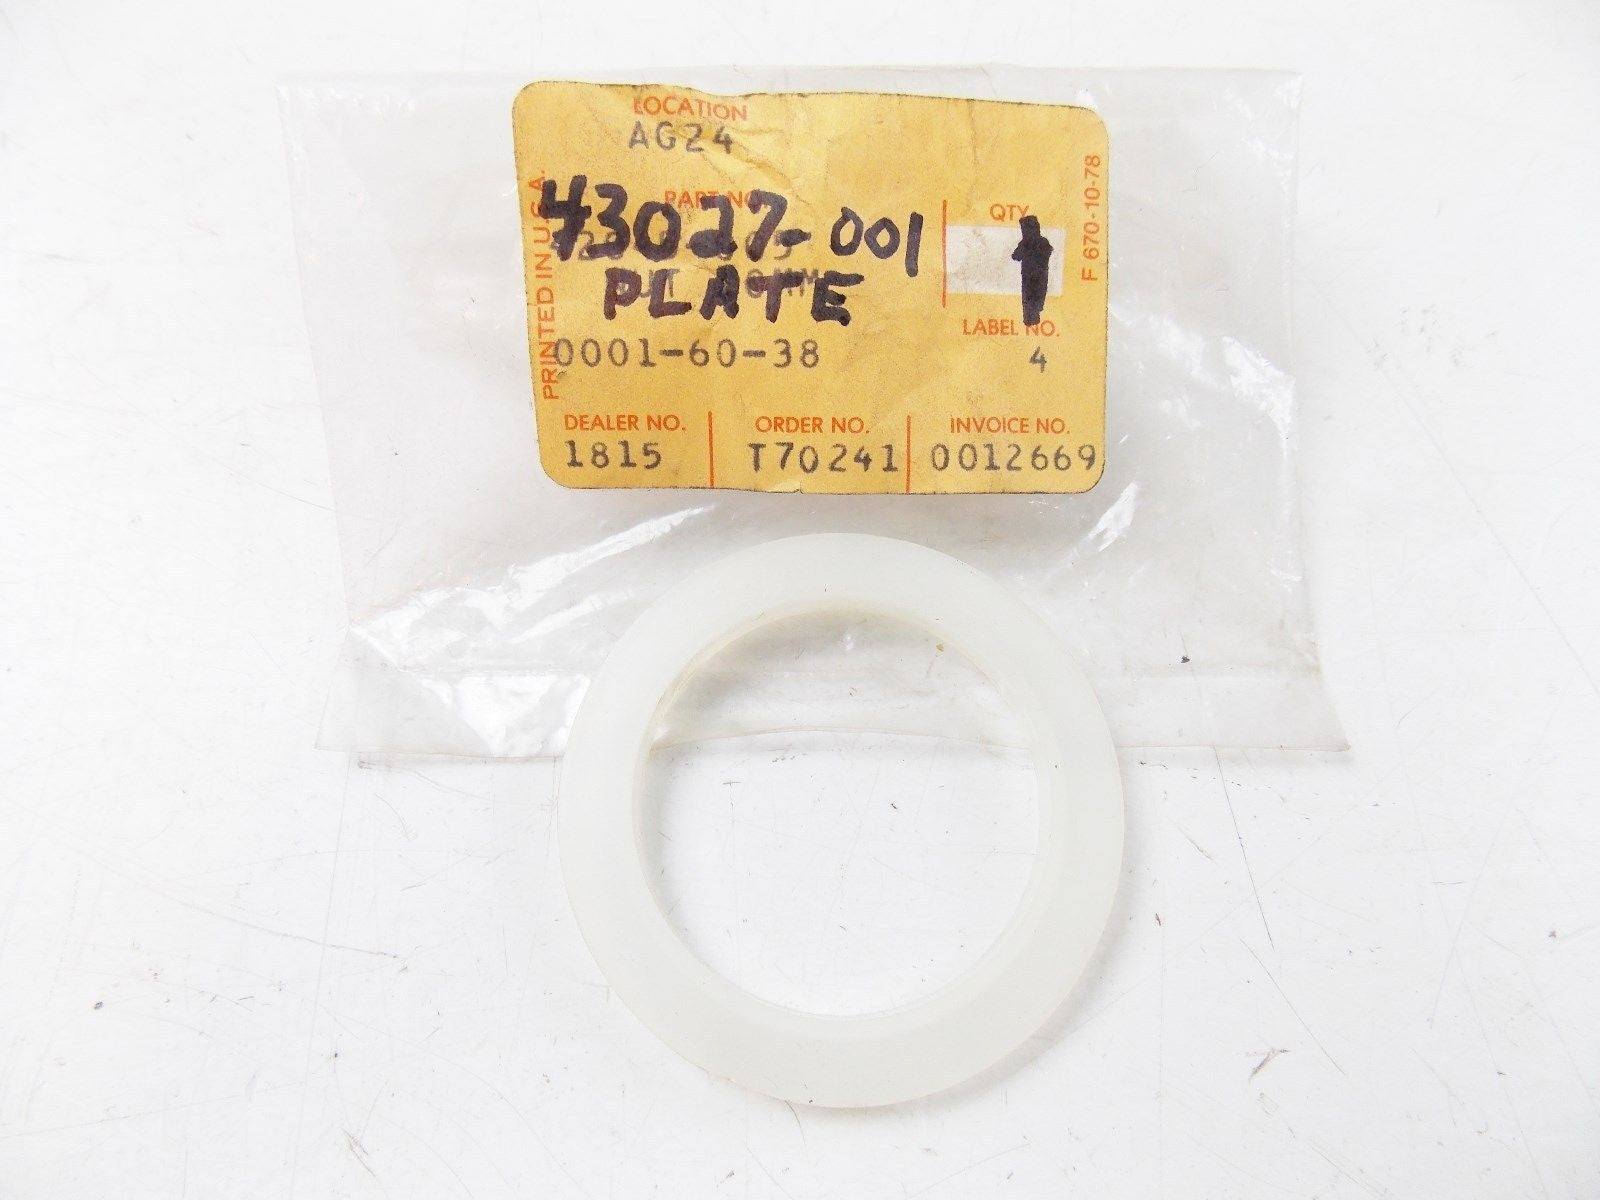 LOCATION
AG24
PART NO.
43027-001
PLATE
0001-60-38
QTY
1
LABEL NO.
4
DEALER NO. ORDER NO. INVOICE NO.
1815 T70241 0012669
PRINTED IN U.S.A.
F 670-10-78